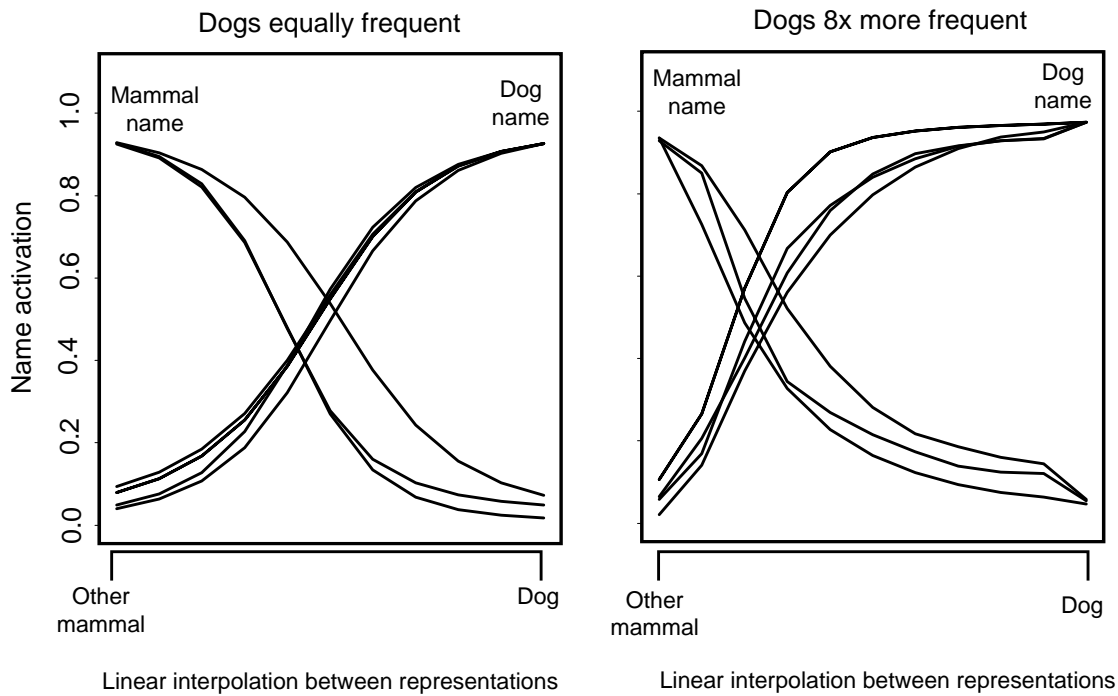 Dogs equally frequent
Mammal
name
Dog
name
Name activation
0.0
0.2
0.4
0.6
0.8
1.0
Other
mammal
Dog
Linear interpolation between representations
Dogs 8x more frequent
Mammal
name
Dog
name
Other
mammal
Dog
Linear interpolation between representations